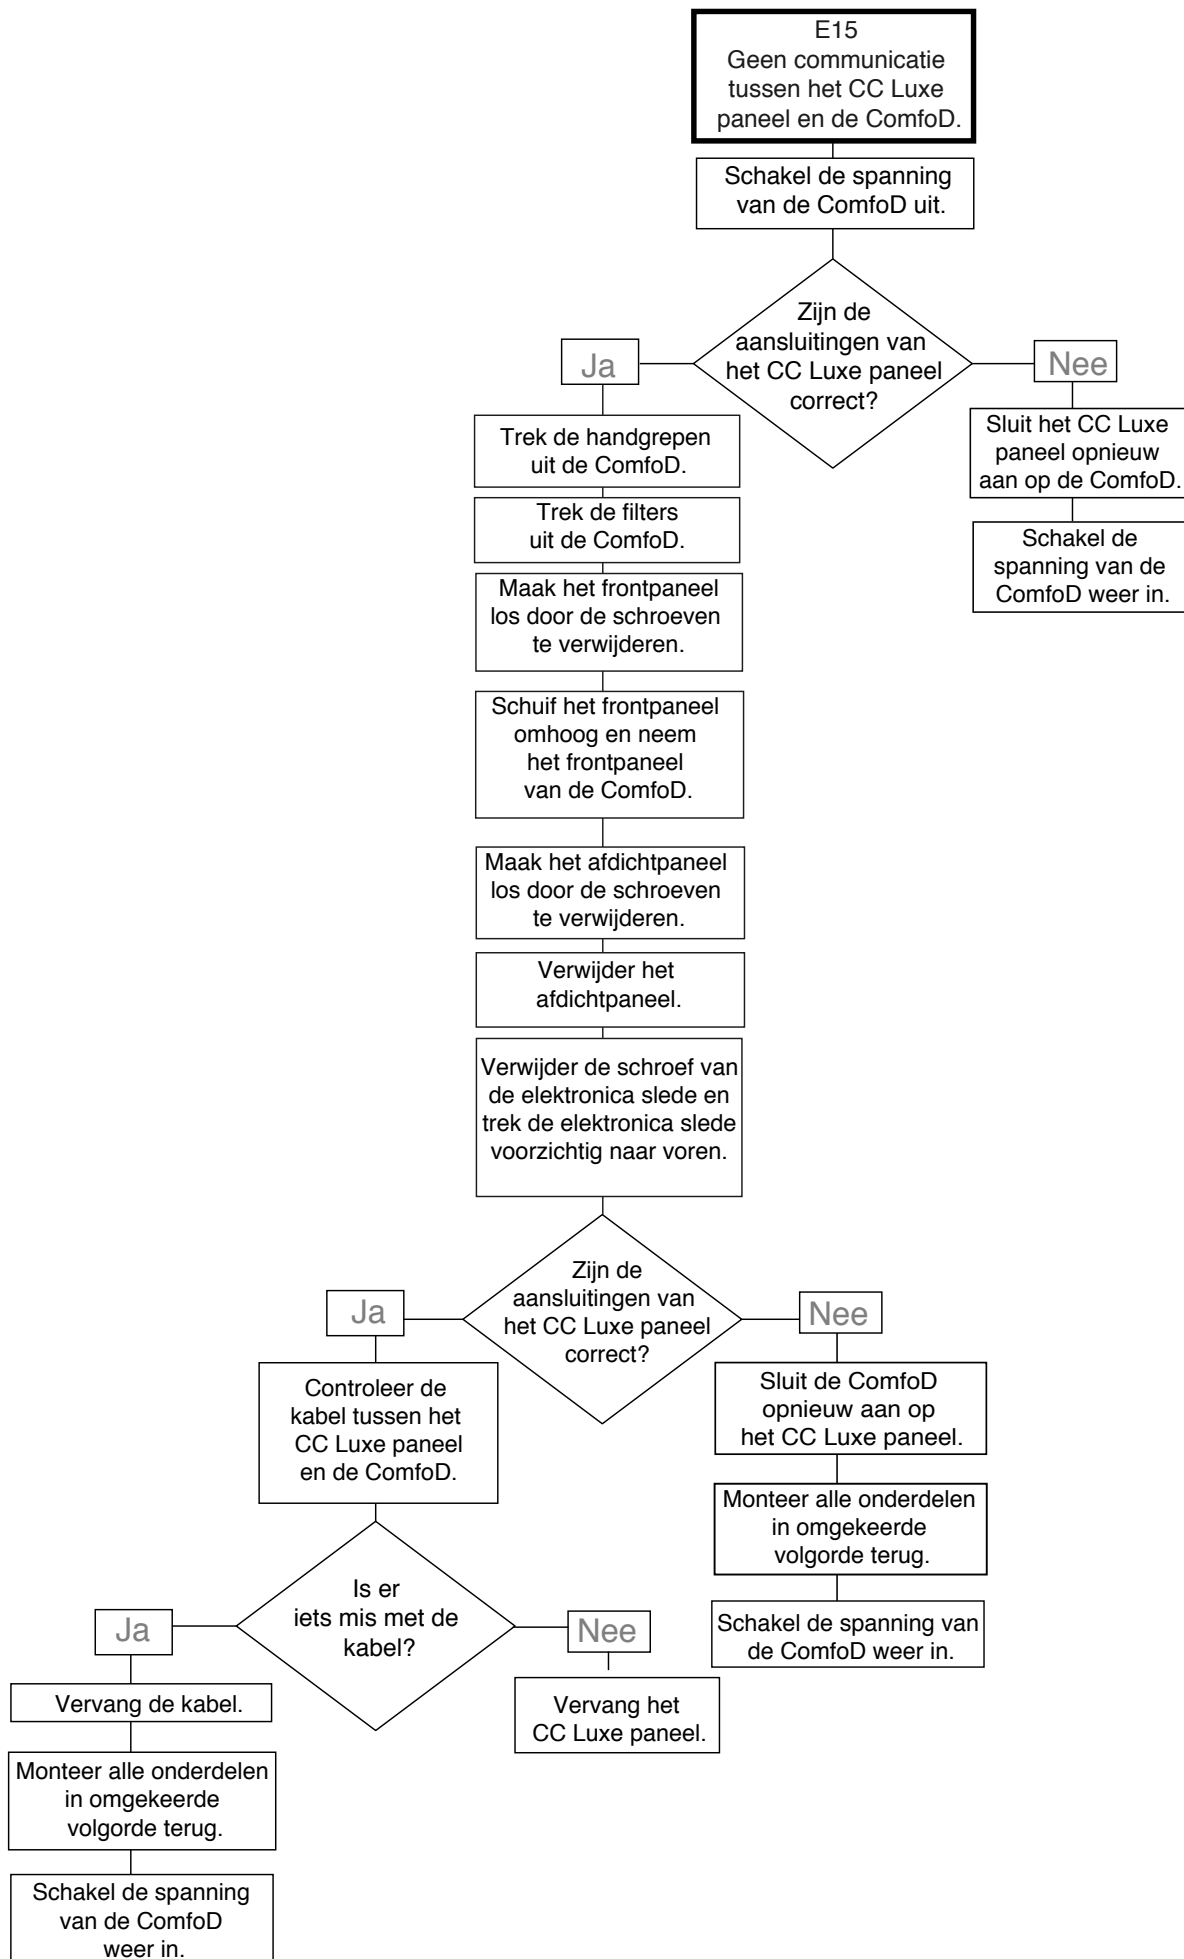 E15
Geen communicatie
tussen het CC Luxe
paneel en de ComfoD.
Schakel de spanning
van de ComfoD uit.
Zijn de
aansluitingen van
het CC Luxe paneel
correct?
Ja
Nee
Trek de handgrepen
uit de ComfoD.
Trek de filters
uit de ComfoD.
Maak het frontpaneel
los door de schroeven
te verwijderen.
Schuif het frontpaneel
omhoog en neem
het frontpaneel
van de ComfoD.
Maak het afdichtpaneel
los door de schroeven
te verwijderen.
Verwijder het
afdichtpaneel.
Verwijder de schroef van
de elektronica slede en
trek de elektronica slede
voorzichtig naar voren.
Sluit het CC Luxe
paneel opnieuw
aan op de ComfoD.
Schakel de
spanning van de
ComfoD weer in.
Zijn de
aansluitingen van
het CC Luxe paneel
correct?
Ja
Nee
Controleer de
kabel tussen het
CC Luxe paneel
en de ComfoD.
Sluit de ComfoD
opnieuw aan op
het CC Luxe paneel.
Monteer alle onderdelen
in omgekeerde
volgorde terug.
Schakel de spanning van
de ComfoD weer in.
Is er
iets mis met de
kabel?
Ja
Nee
Vervang de kabel.
Monteer alle onderdelen
in omgekeerde
volgorde terug.
Schakel de spanning
van de ComfoD
weer in.
Vervang het
CC Luxe paneel.